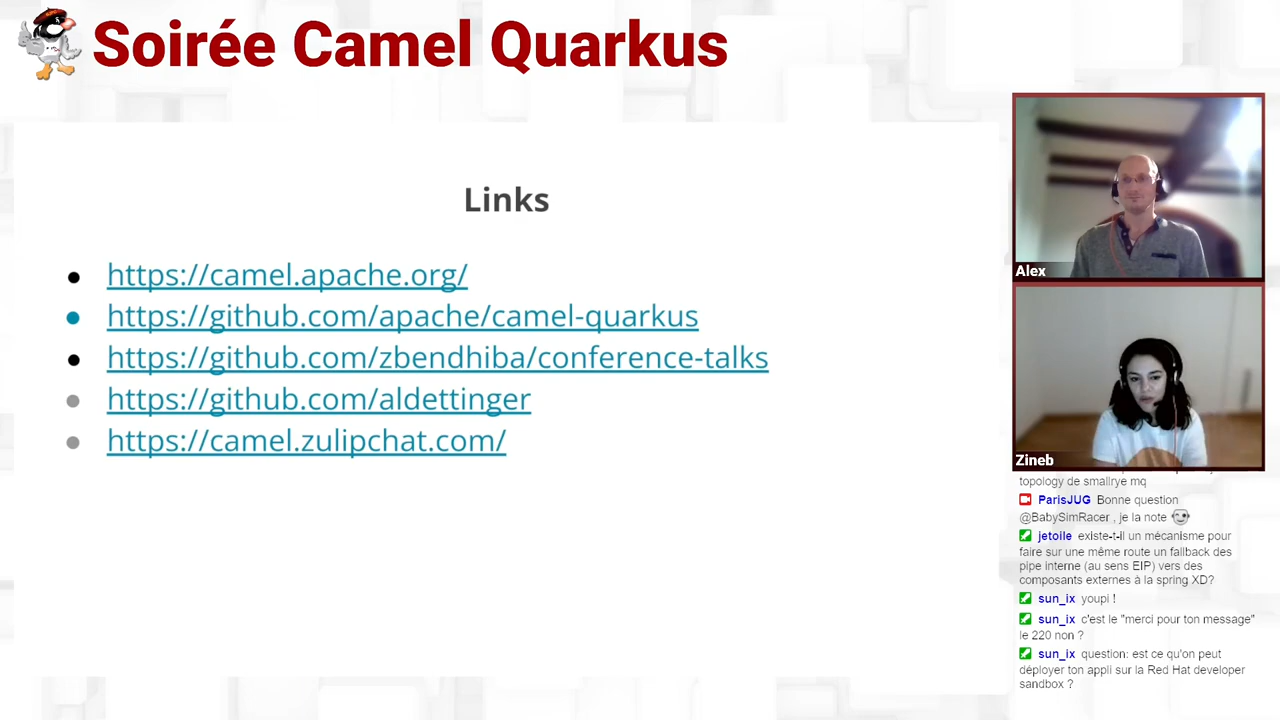 Soirée Camel Quarkus
Links
https://camel.apache.org/
https://github.com/apache/camel-quarkus
https://github.com/zbendhiba/conference-talks
https://github.com/aldettinger
https://camel.zulipchat.com/
Alex
Zineb
topology de smallrye mq
ParisJUG Bonne question
@BabySimRacer , je la note
jetoile existe-t-il un mécanisme pour
faire sur une même route un fallback des
pipe interne (au sens EIP) vers des
composants externes à la spring XD?
sun_ix youpi !
sun_ix c'est le "merci pour ton message"
le 220 non ?
sun_ix question: est ce qu'on peut
déployer ton appli sur la Red Hat developer
sandbox ?